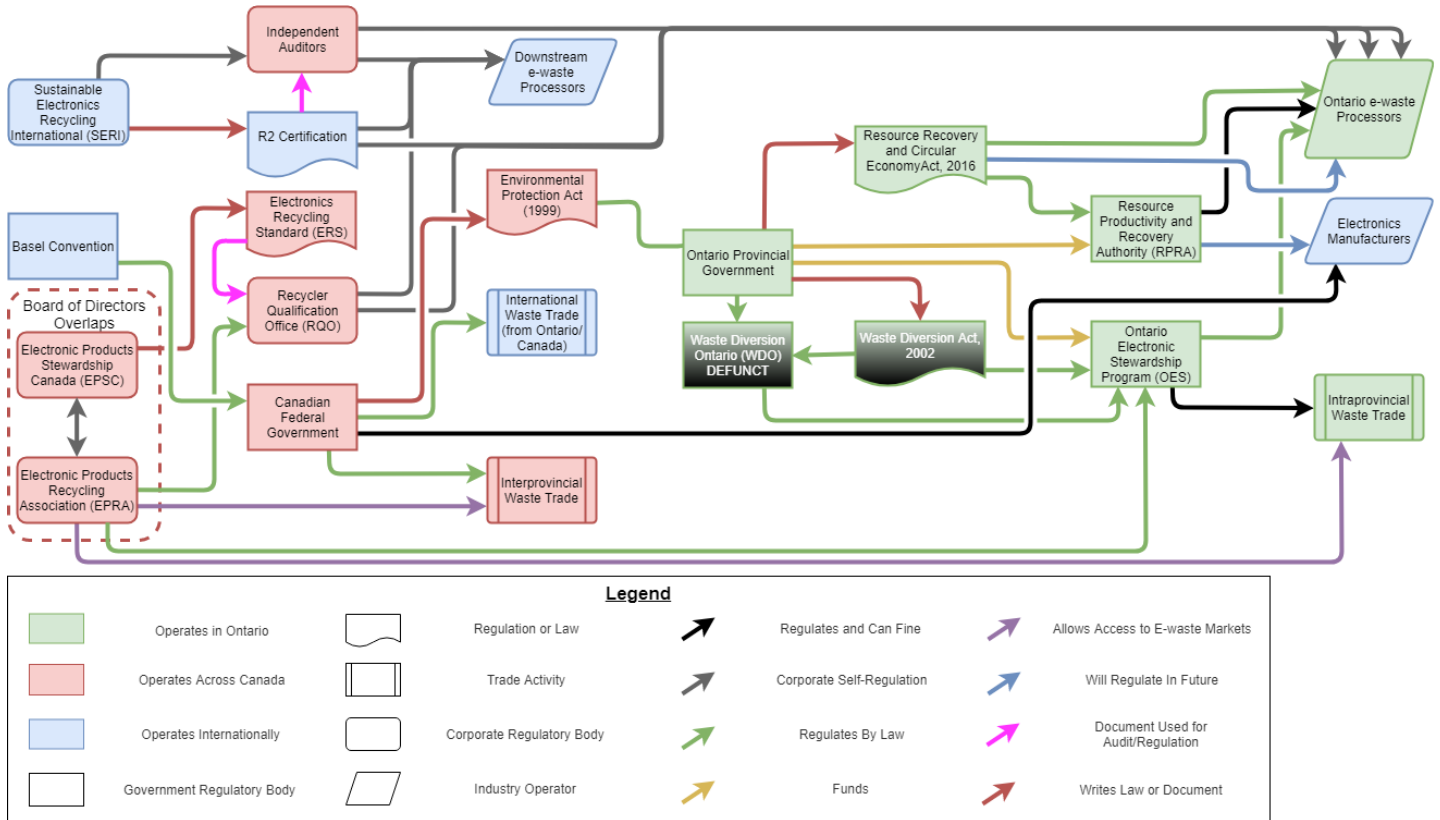 Independent
Auditors
Sustainable
Electronics
Recycling
International (SERI)
R2 Certification
Downstream
e-waste
Processors
Ontario e-waste
Processors
Resource Recovery
and Circular
EconomyAct, 2016
Electronics
Recycling
Standard (ERS)
Environmental
Protection Act
(1999)
Resource
Productivity and
Recovery
Authority (RPRA)
Electronics
Manufacturers
Basel Convention
Ontario Provincial
Government
Recycler
Qualification
Office (RQO)
International
Waste Trade
(from Ontario/
Canada)
Board of Directors
Overlaps
Electronic Products
Stewardship
Canada (EPSC)
Waste Diversion
Ontario (WDO)
DEFUNCT
Waste Diversion Act,
2002
Ontario
Electronic
Stewardship
Program (OES)
Canadian
Federal
Government
Intraprovincial
Waste Trade
Electronic Products
Recycling
Association (EPRA)
Interprovincial
Waste Trade
Legend
Operates in Ontario
Regulation or Law
Regulates and Can Fine
Allows Access to E-waste Markets
Operates Across Canada
Trade Activity
Corporate Self-Regulation
Will Regulate In Future
Operates Internationally
Corporate Regulatory Body
Regulates By Law
Document Used for
Audit/Regulation
Government Regulatory Body
Industry Operator
Funds
Writes Law or Document